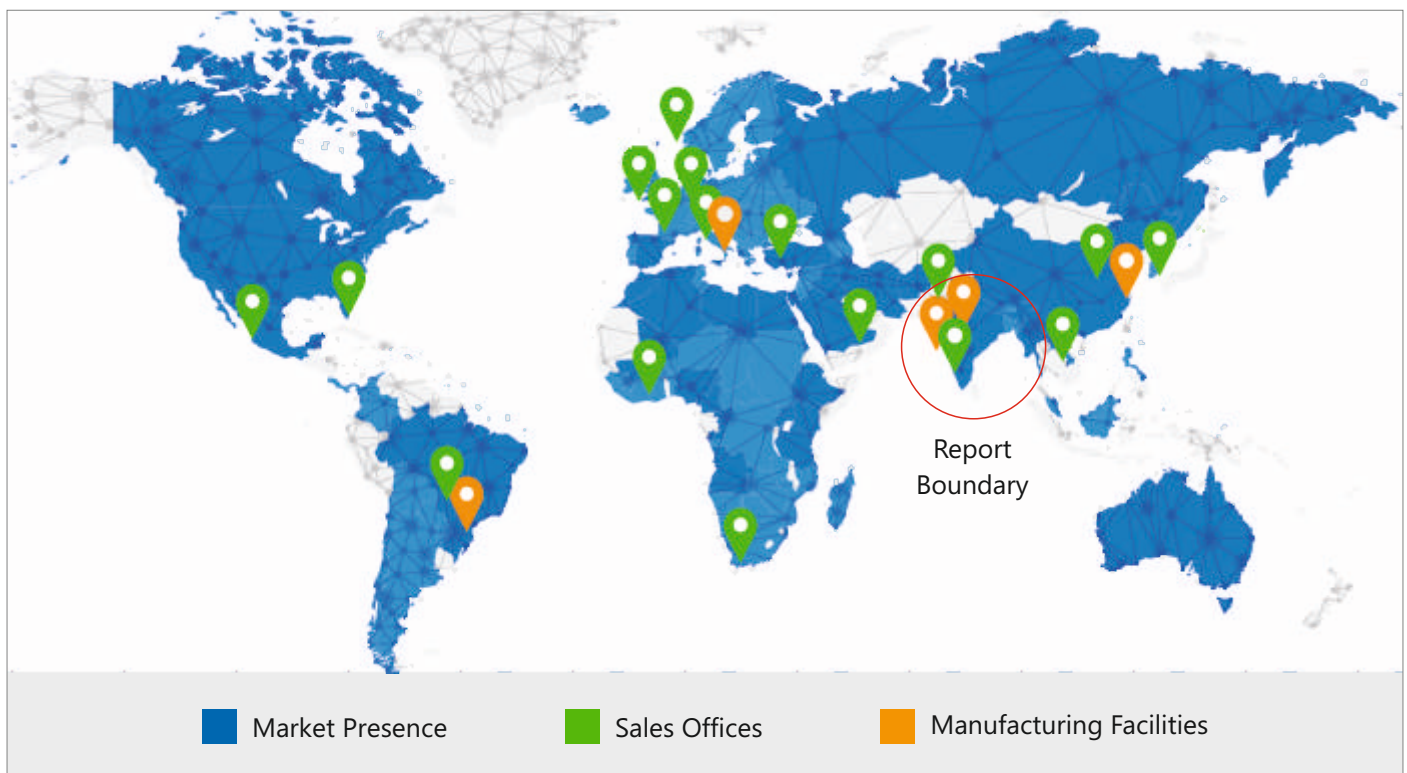 Report
Boundary
Market Presence
Sales Offices
Manufacturing Facilities